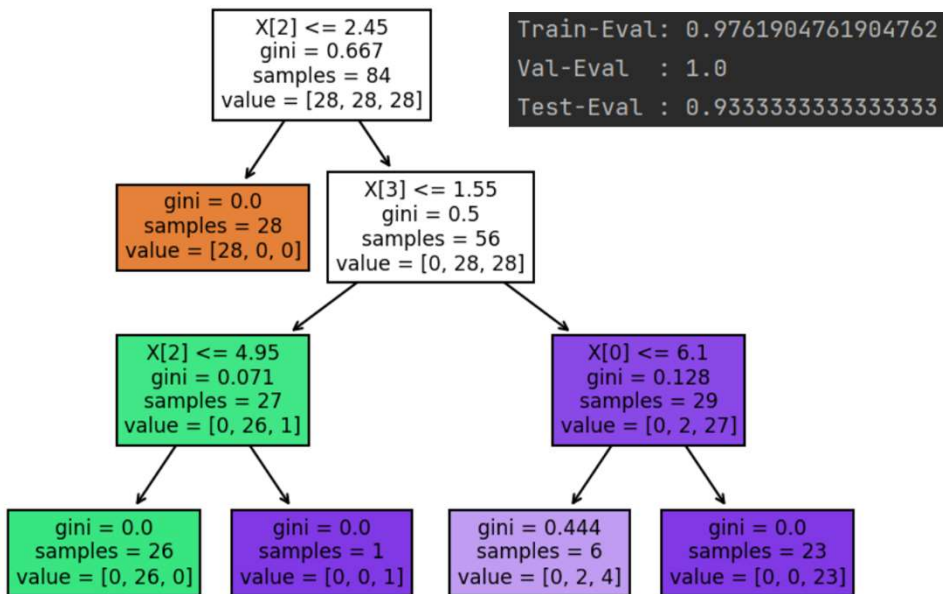 X[2] <= 2.45
gini = 0.667
samples = 84
value = [28, 28, 28]
Train-Eval: 0.9761904761904762
Val-Eval  : 1.0
Test-Eval : 0.9333333333333333
gini = 0.0
samples = 28
value = [28, 0, 0]
X[3] <= 1.55
gini = 0.5
samples = 56
value = [0, 28, 28]
X[2] <= 4.95
gini = 0.071
samples = 27
value = [0, 26, 1]
X[0] <= 6.1
gini = 0.128
samples = 29
value = [0, 2, 27]
gini = 0.0
samples = 26
value = [0, 26, 0]
gini = 0.0
samples = 1
value = [0, 0, 1]
gini = 0.444
samples = 6
value = [0, 2, 4]
gini = 0.0
samples = 23
value = [0, 0, 23]